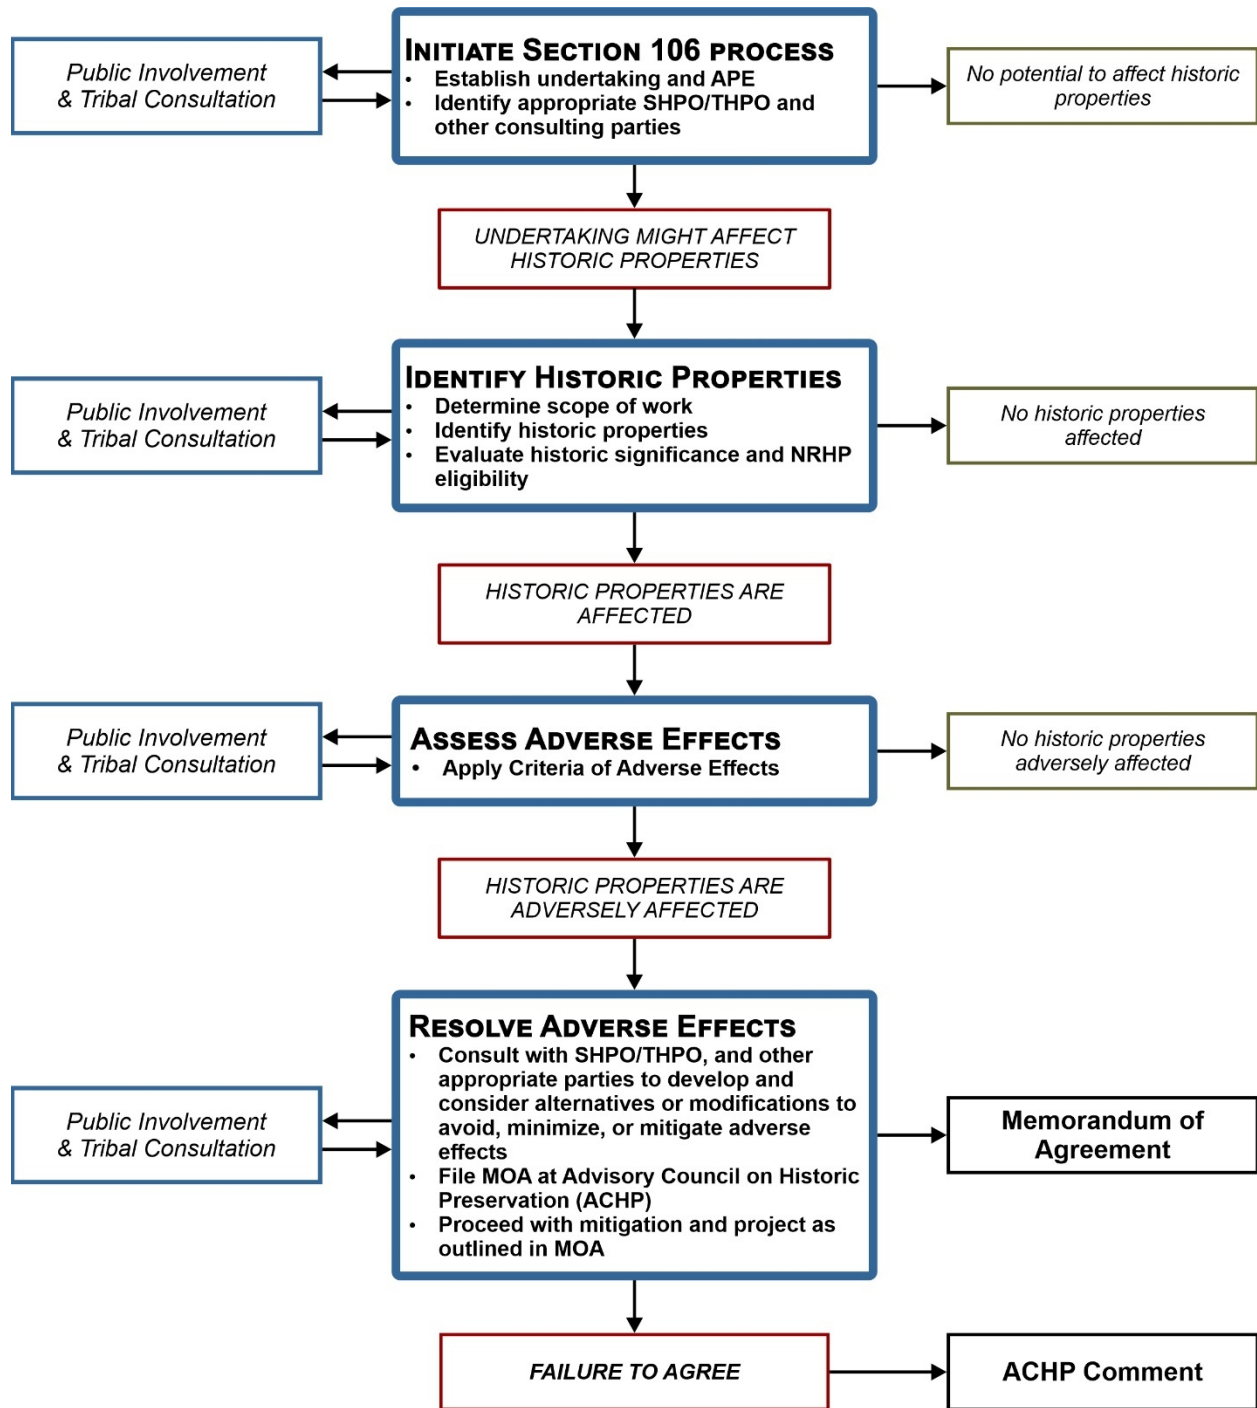 Public Involvement
& Tribal Consultation
INITIATE SECTION 106 PROCESS
• Establish undertaking and APE
• Identify appropriate SHPO/THPO and
other consulting parties
No potential to affect historic
properties
UNDERTAKING MIGHT AFFECT
HISTORIC PROPERTIES
Public Involvement
& Tribal Consultation
IDENTIFY HISTORIC PROPERTIES
• Determine scope of work
• Identify historic properties
• Evaluate historic significance and NRHP
eligibility
No historic properties
affected
HISTORIC PROPERTIES ARE
AFFECTED
Public Involvement
& Tribal Consultation
ASSESS ADVERSE EFFECTS
• Apply Criteria of Adverse Effects
No historic properties
adversely affected
HISTORIC PROPERTIES ARE
ADVERSELY AFFECTED
Public Involvement
& Tribal Consultation
RESOLVE ADVERSE EFFECTS
• Consult with SHPO/THPO, and other
appropriate parties to develop and
consider alternatives or modifications to
avoid, minimize, or mitigate adverse
effects
• File MOA at Advisory Council on Historic
Preservation (ACHP)
• Proceed with mitigation and project as
outlined in MOA
Memorandum of
Agreement
FAILURE TO AGREE
ACHP Comment